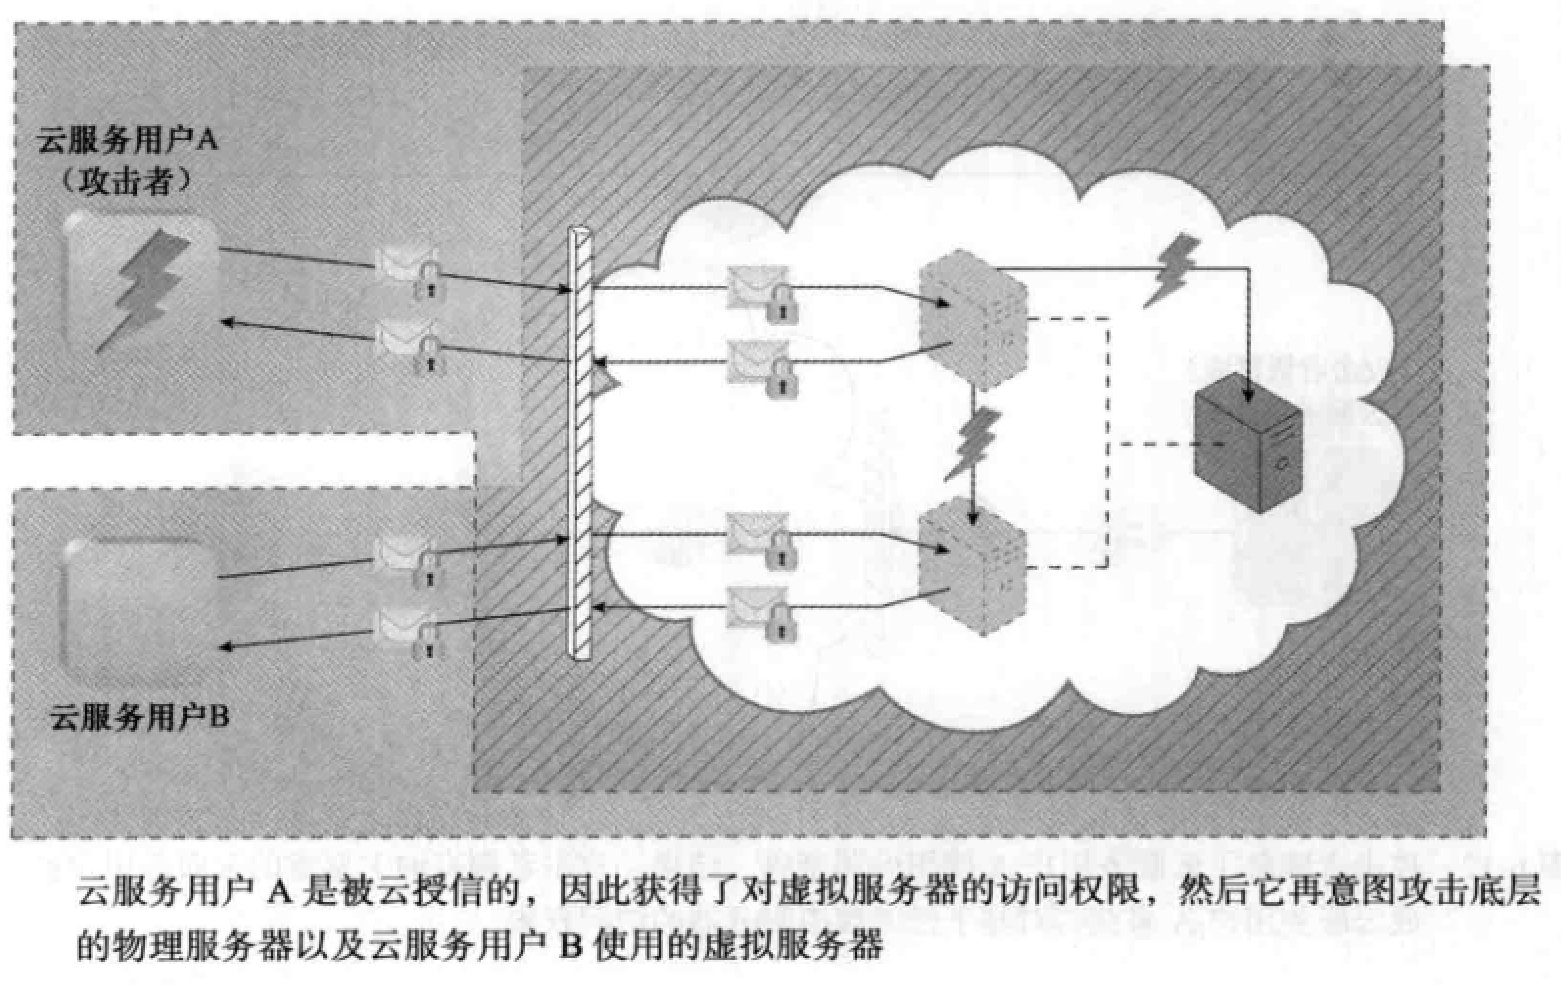 云服务用户A
（攻击者）
云服务用户B
云服务用户 A 是被云授信的，因此获得了对虚拟服务器的访问权限，然后它再意图攻击底层
的物理服务器以及云服务用户 B 使用的虚拟服务器